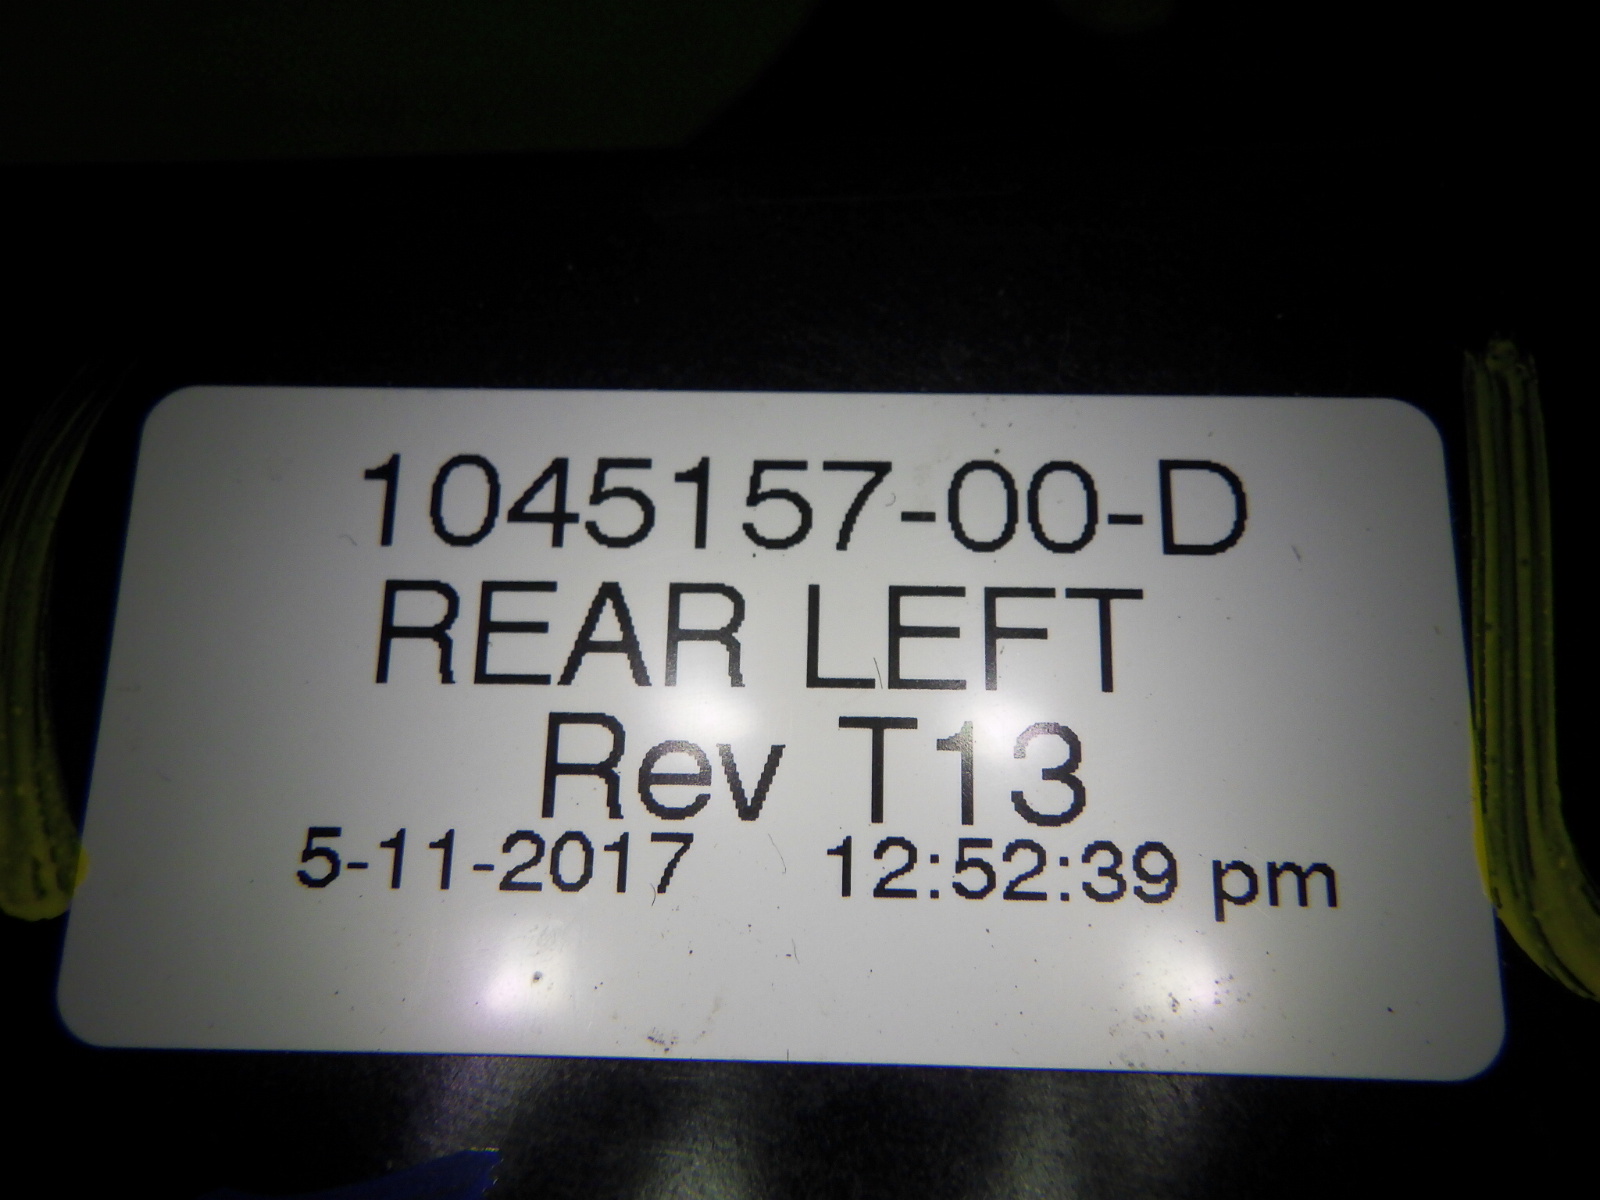 1045157-00-D
REAR LEFT
Rev T13
5-11-2017 12:52:39 pm